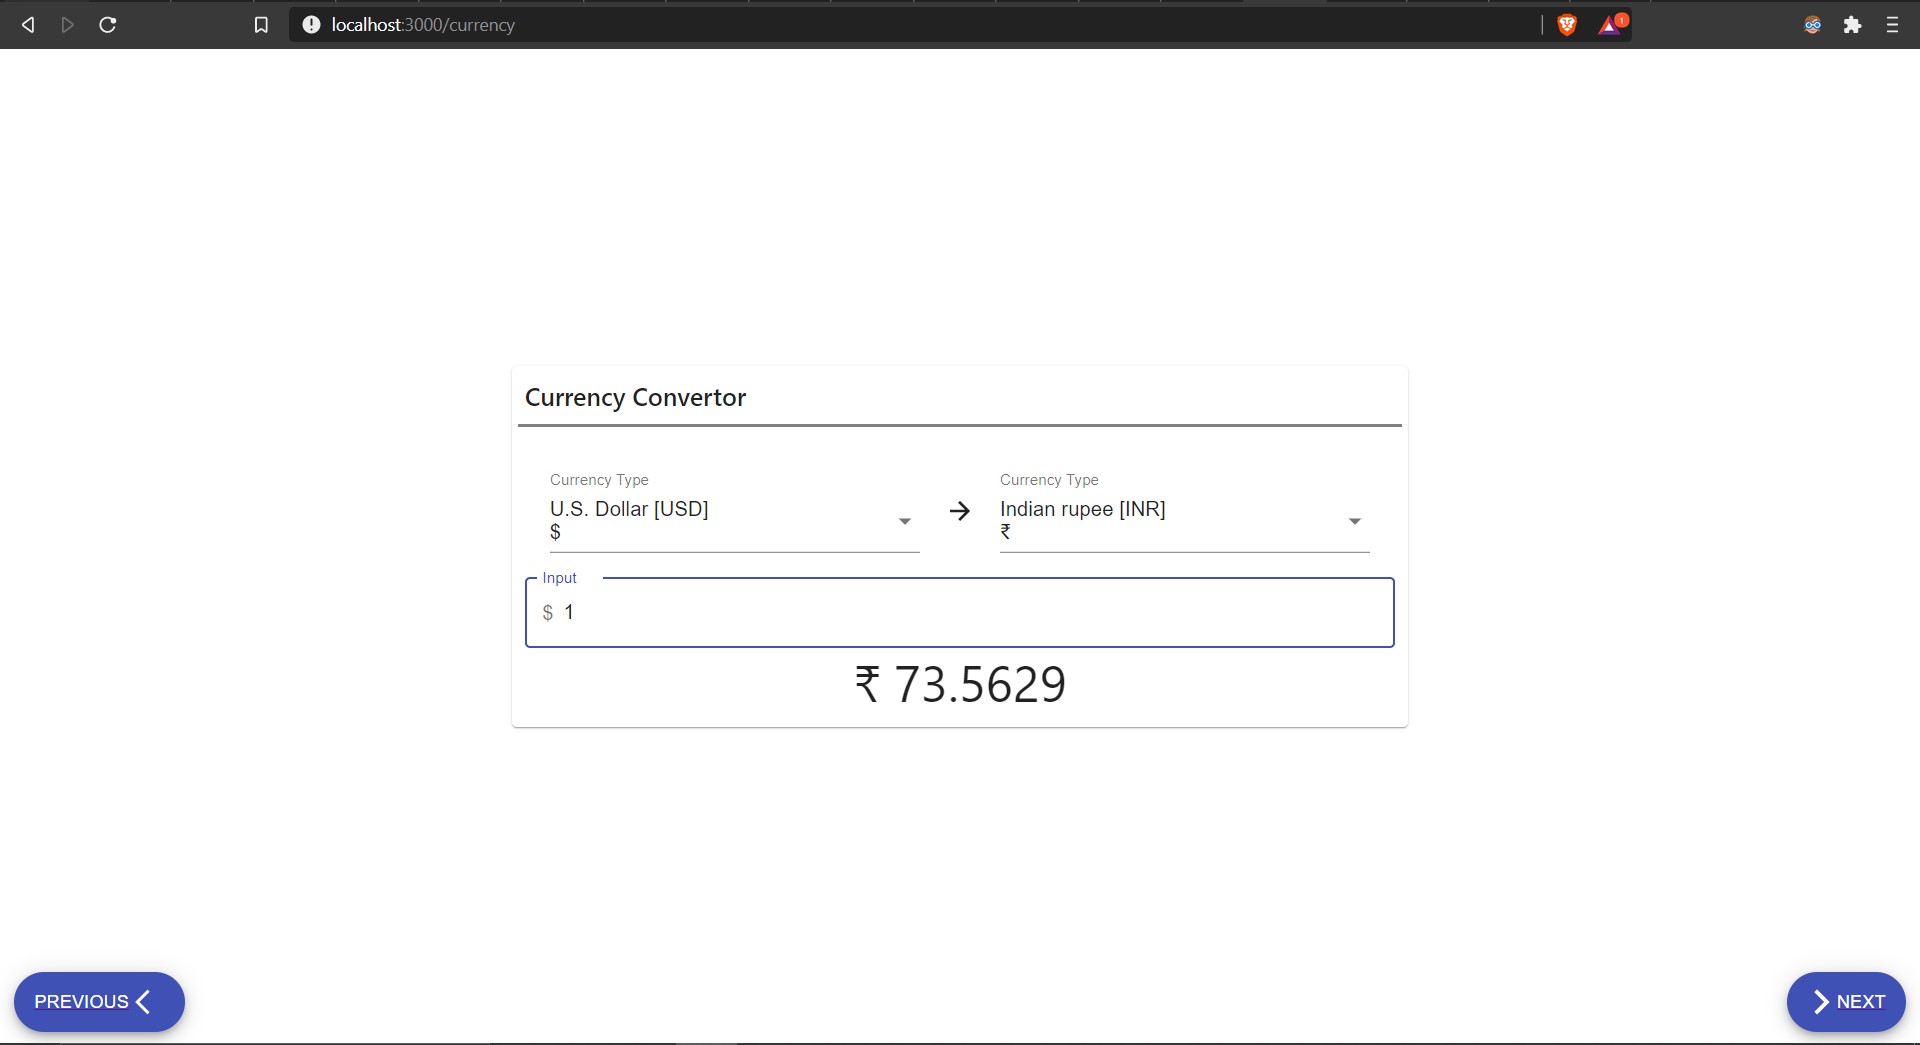 localhost:3000/currency
1
Currency Convertor
Currency Type
U.S. Dollar [USD]
$
Currency Type
Indian rupee [INR]
₹
Input
$ 1
₹ 73.5629
PREVIOUS
NEXT